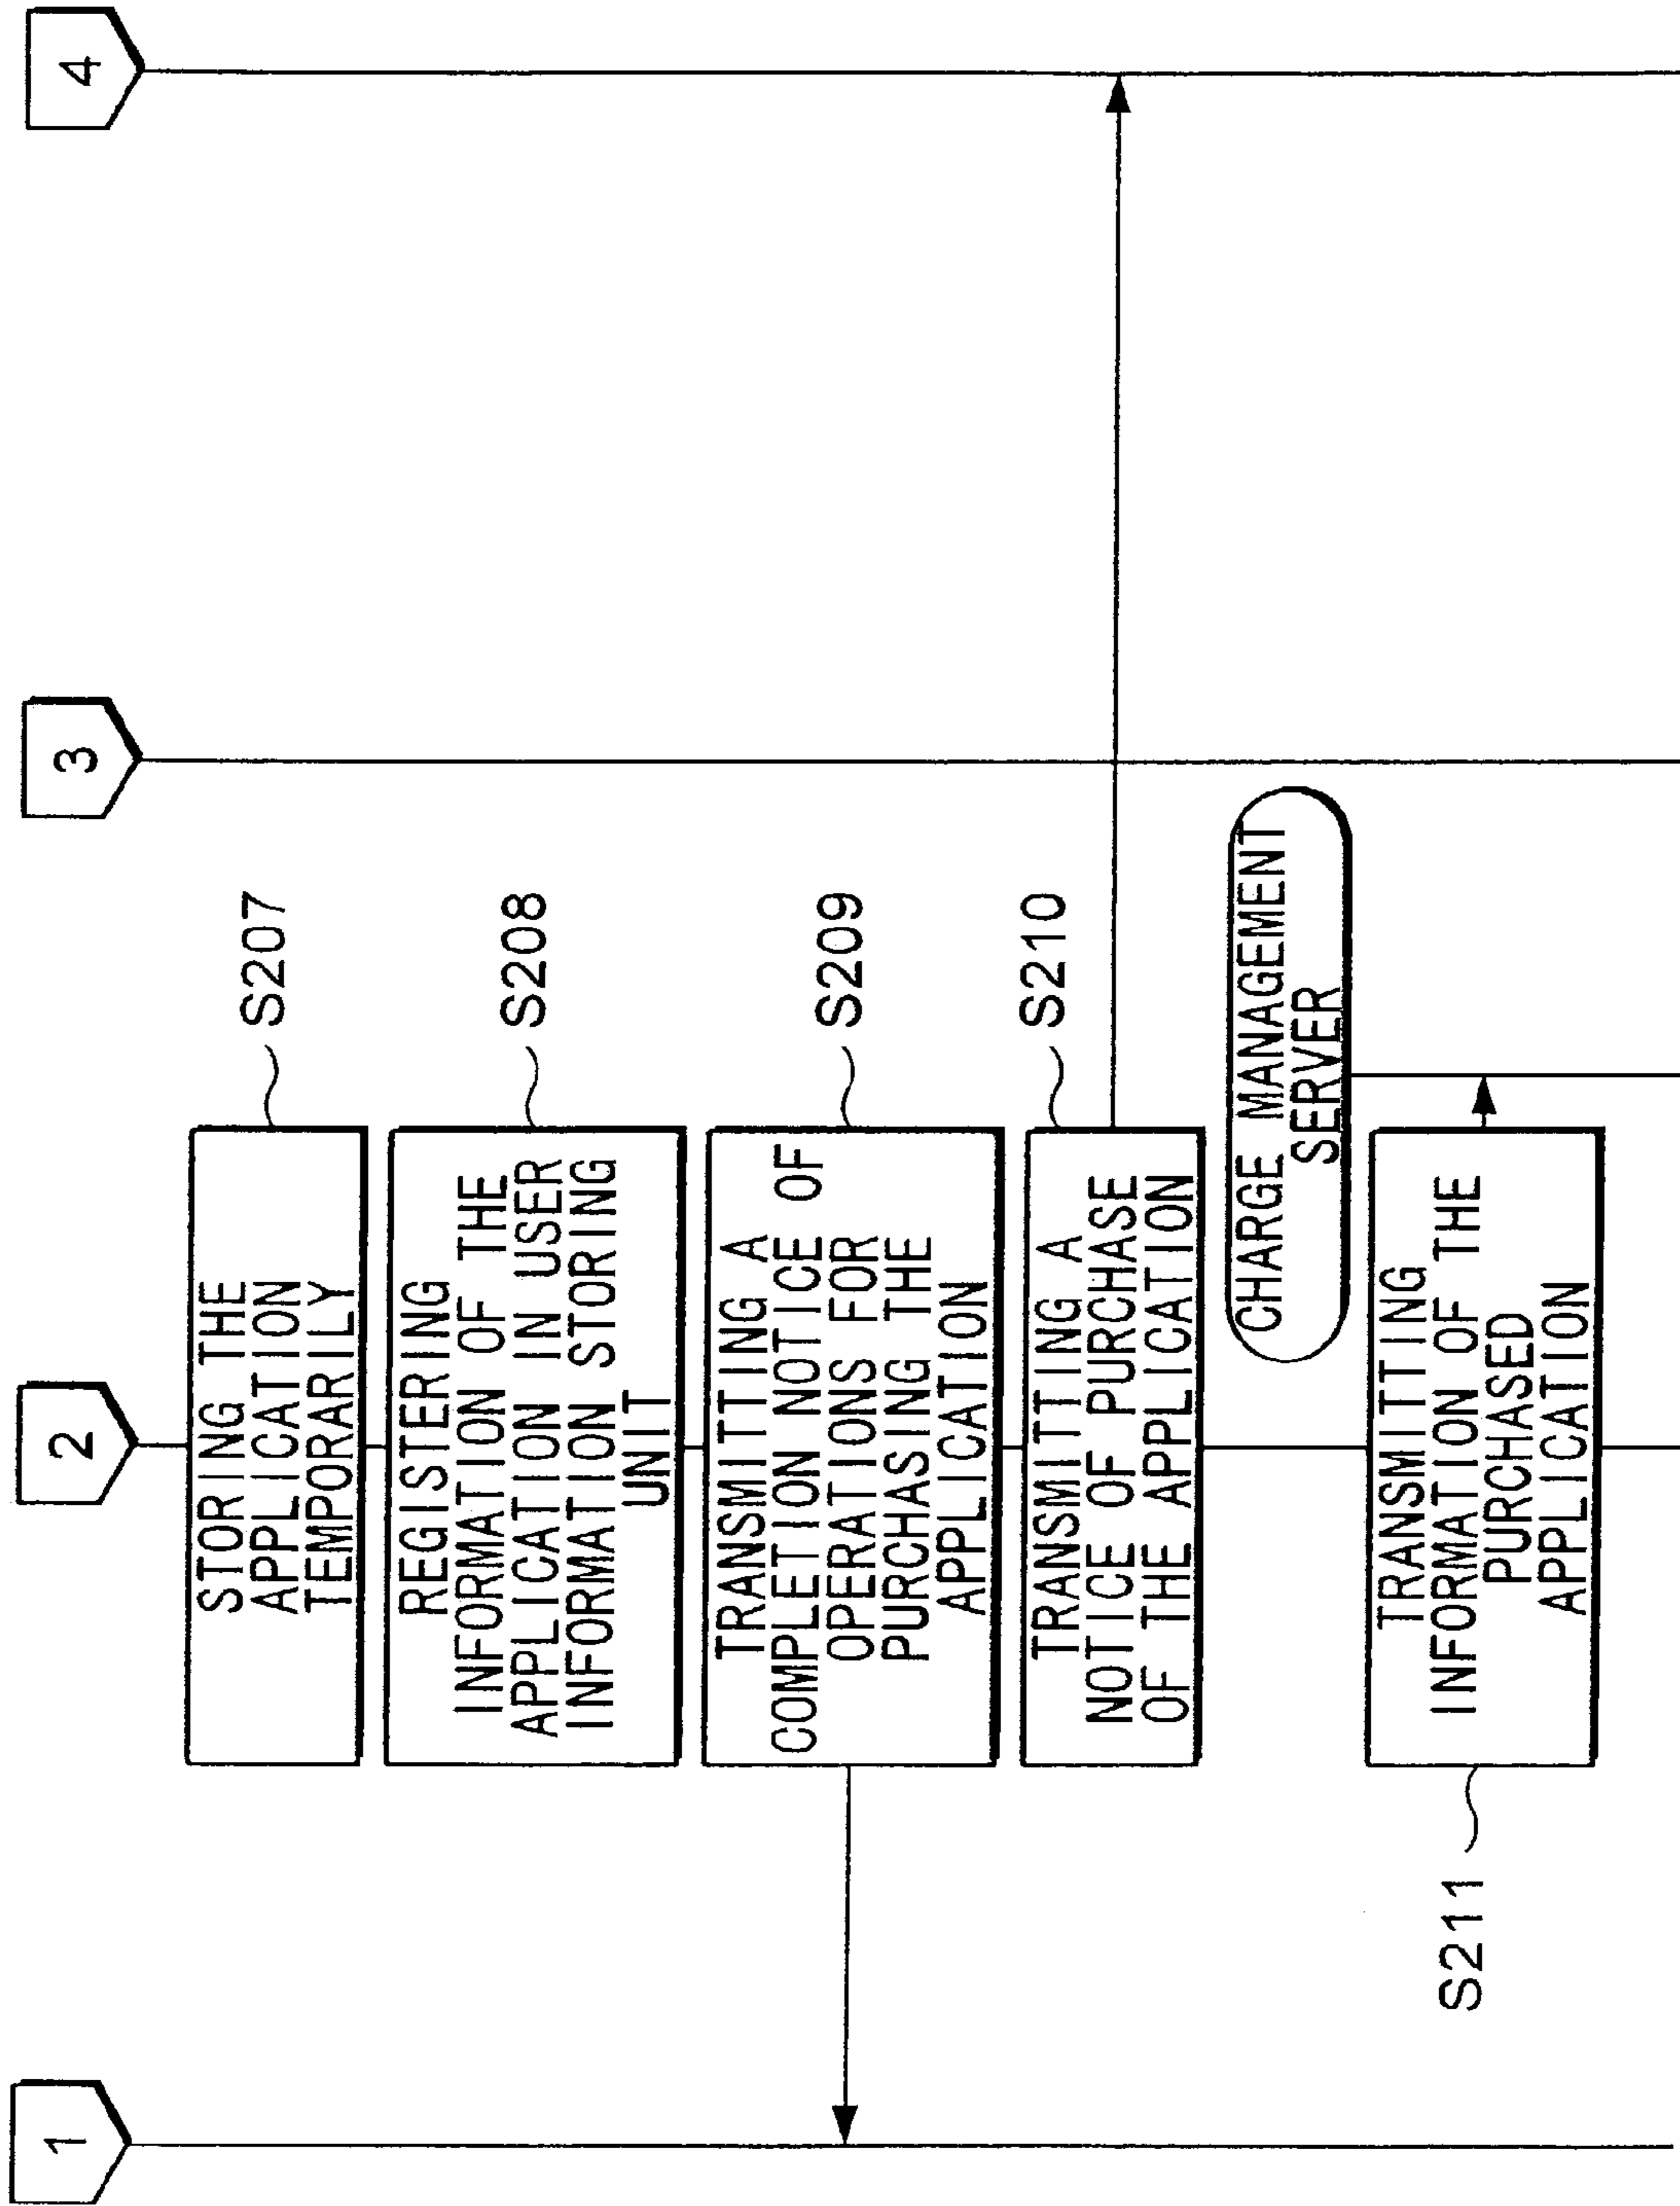 1
2
3
4
STORING THE
APPLICATION
TEMPORARILY
S207
REGISTERING
INFORMATION OF THE
APPLICATION IN USER
INFORMATION STORING
UNIT
S208
TRANSMITTING A
COMPLETION NOTICE OF
OPERATIONS FOR
PURCHASING THE
APPLICATION
S209
TRANSMITTING A
NOTICE OF PURCHASE
OF THE APPLICATION
S210
CHARGE MANAGEMENT
SERVER
TRANSMITTING
INFORMATION OF THE
PURCHASED
APPLICATION
S211